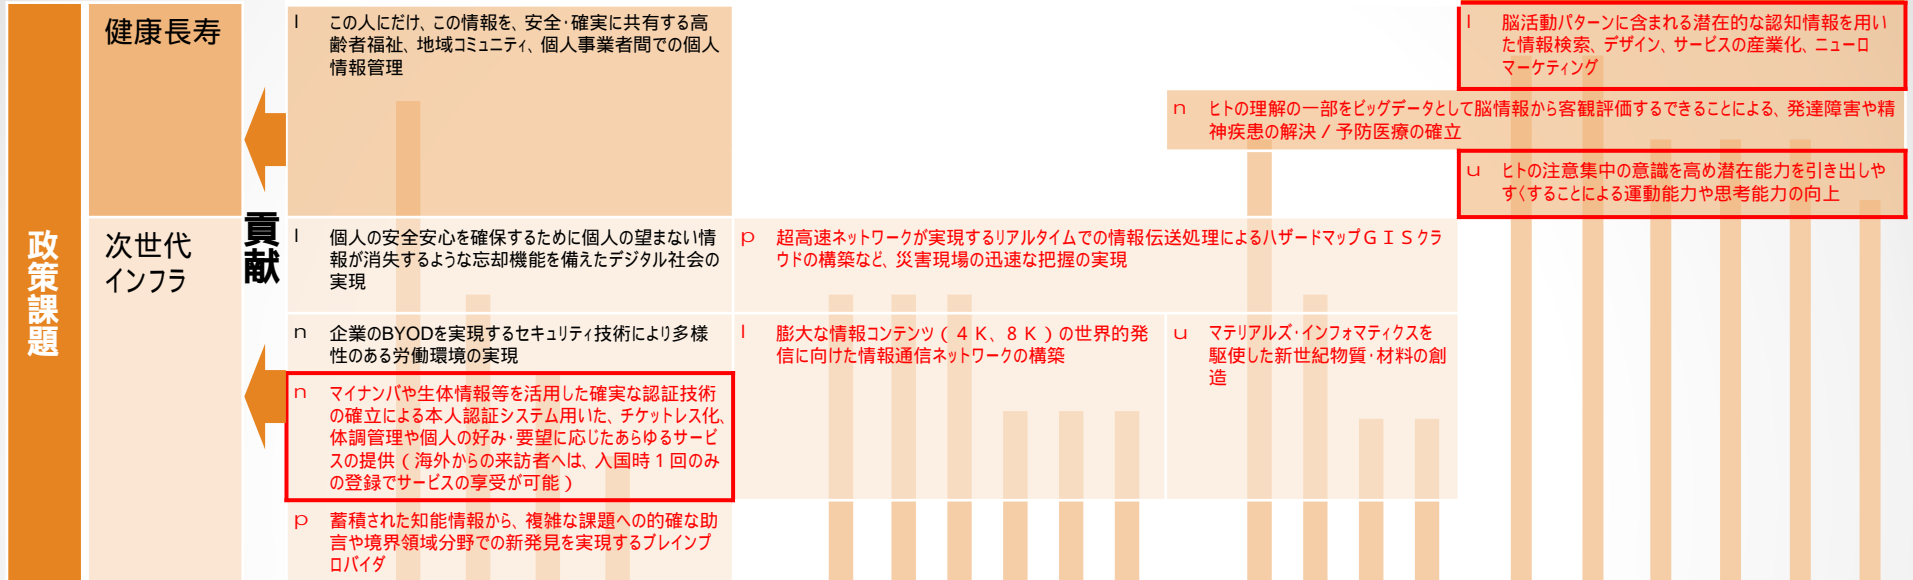 政策課題
健康長寿
次世代
インフラ
貢献
l この人にだけ、この情報を、安全・確実に共有する高
齢者福祉、地域コミュニティ、個人事業者間での個人
情報管理
l 脳活動パターンに含まれる潜在的な認知情報を用い
た情報検索、デザイン、サービスの産業化、ニューロ
マーケティング
n ヒトの理解の一部をビッグデータとして脳情報から客観評価するできることによる、発達障害や精
神疾患の解決/予防医療の確立
u ヒトの注意集中の意識を高め潜在能力を引き出しや
すくすることによる運動能力や思考能力の向上
l 個人の安全安心を確保するために個人の望まない情
報が消失するような忘却機能を備えたデジタル社会の
実現
p 超高速ネットワークが実現するリアルタイムでの情報伝送処理によるハザードマップGISクラ
ウドの構築など、災害現場の迅速な把握の実現
n 企業のBYODを実現するセキュリティ技術により多様
性のある労働環境の実現
l 膨大な情報コンテンツ(4K、8K)の世界的発
信に向けた情報通信ネットワークの構築
u マテリアルズ・インフォマティクスを
駆使した新世紀物質・材料の創
造
n マイナンバや生体情報等を活用した確実な認証技術
の確立による本人認証システム用いた、チケットレス化、
体調管理や個人の好み・要望に応じたあらゆるサービ
スの提供(海外からの来訪者へは、入国時1回のみ
の登録でサービスの享受が可能)
p 蓄積された知能情報から、複雑な課題への的確な助
言や境界領域分野での新発見を実現するブレインプ
ロバイダ